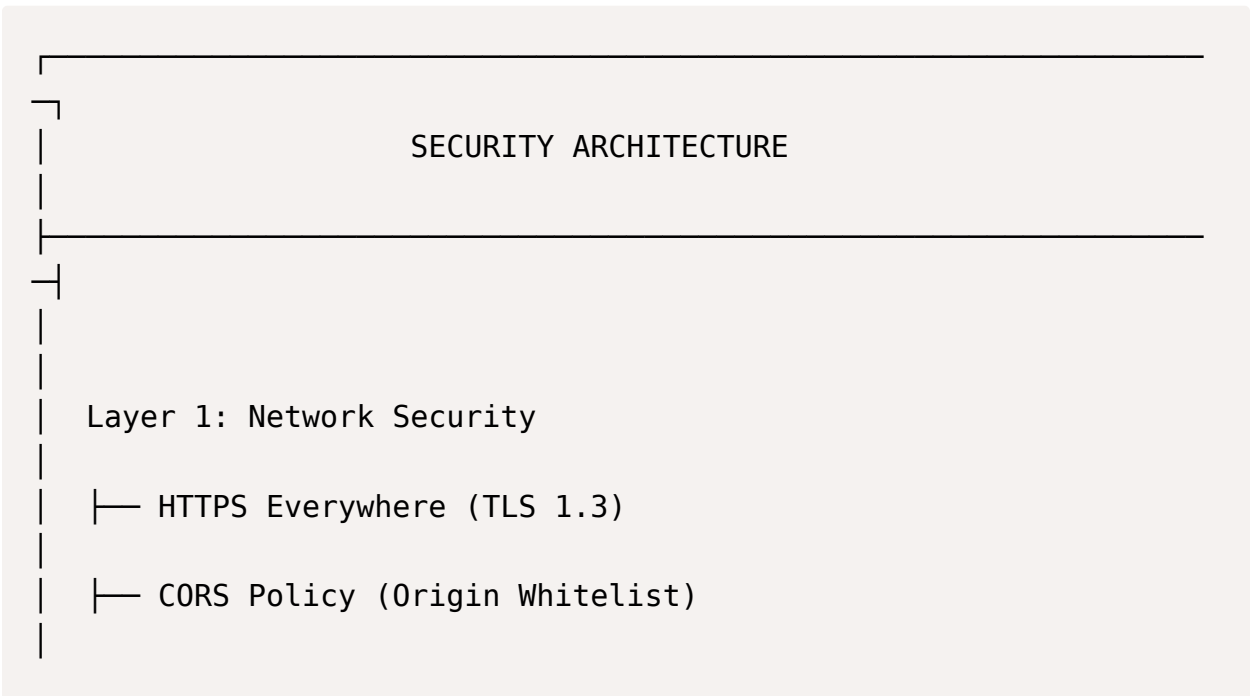 SECURITY ARCHITECTURE
Layer 1: Network Security
├── HTTPS Everywhere (TLS 1.3)
├── CORS Policy (Origin Whitelist)